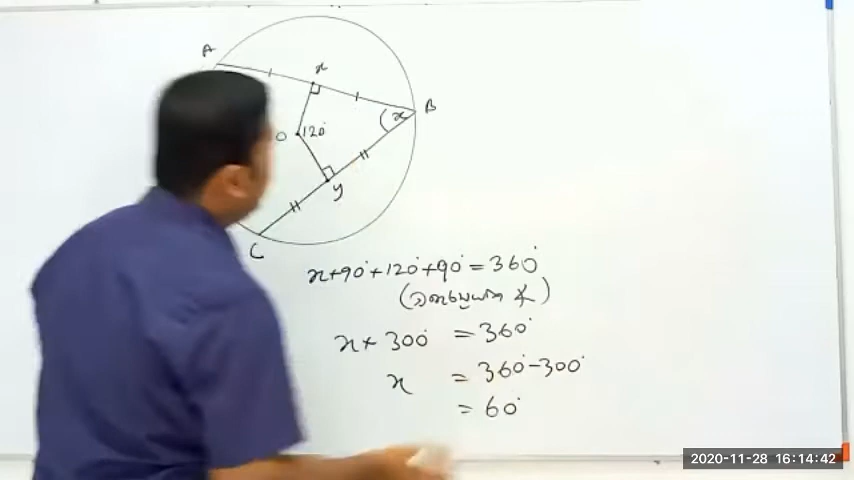 A
x
B
x
O
120°
y
C
x+90°+120°+90°=360°
x+300° =360°
x =360°-300°
=60°
2020-11-28 16:14:42